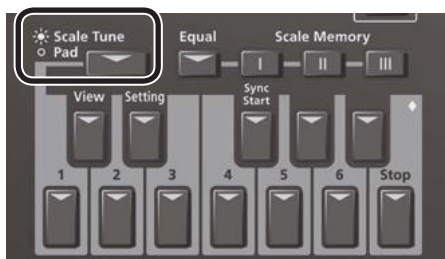 Scale Tune
Pad
Equal
Scale Memory
I
II
III
View
Setting
Sync
Start
1
2
3
4
5
6
Stop